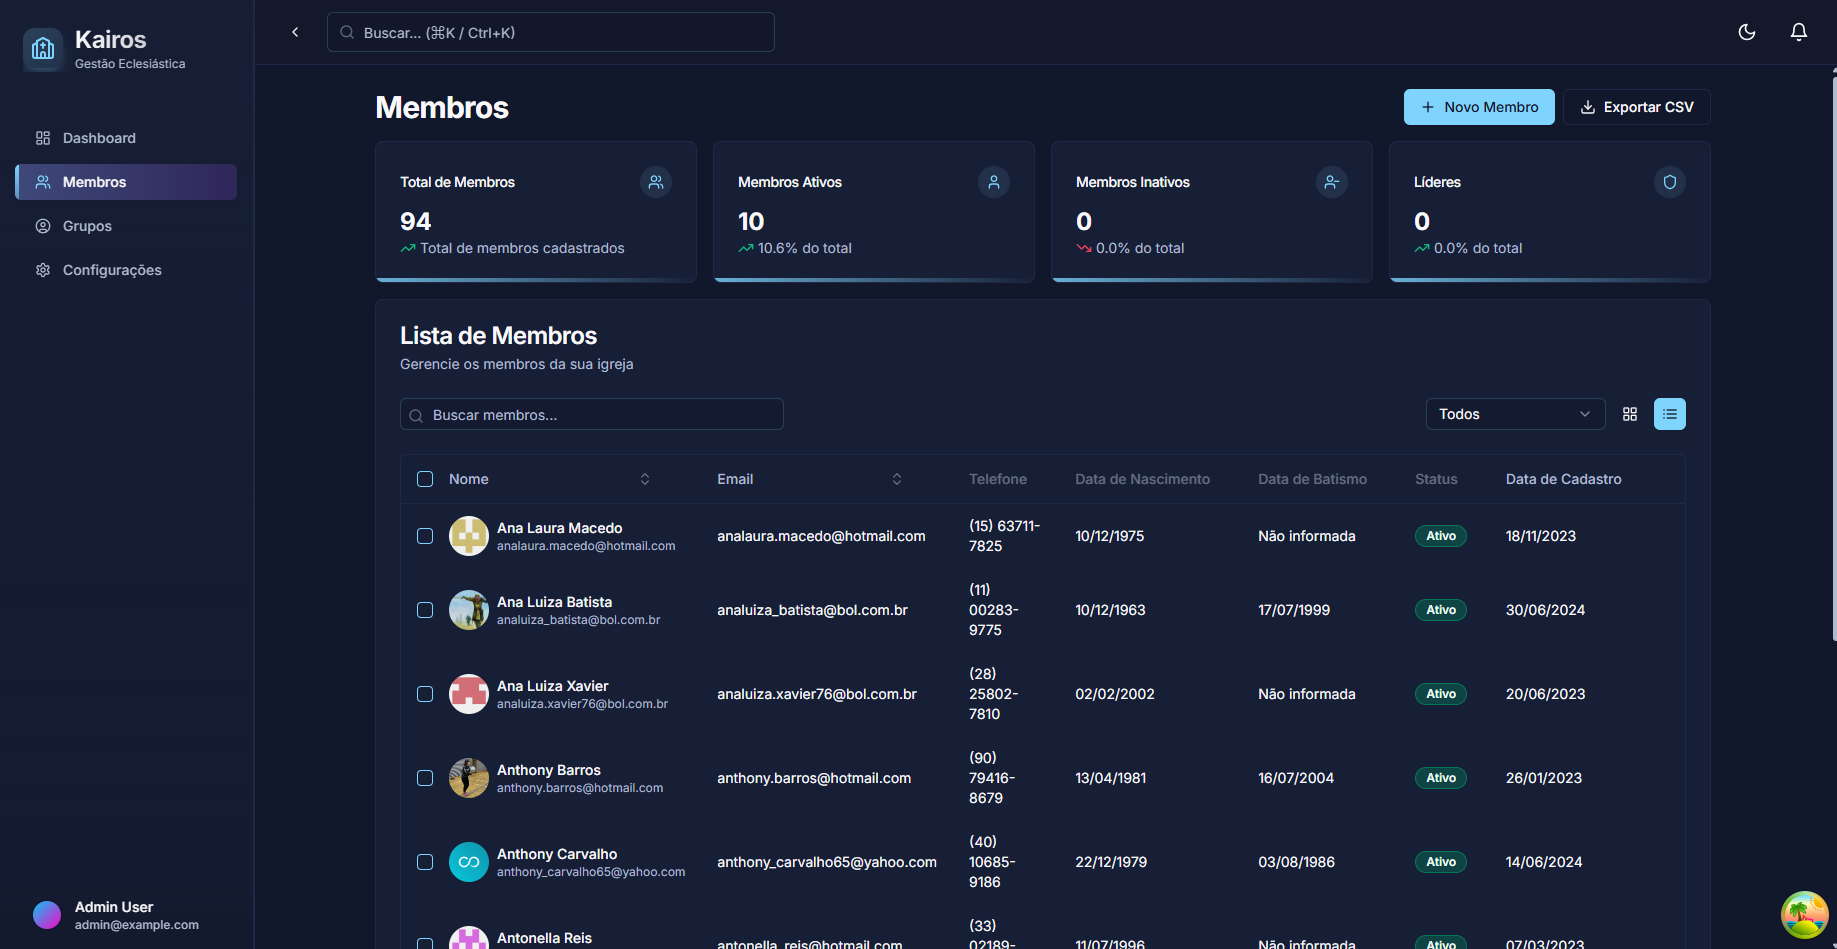 Kairos
Gestão Eclesiástica
Buscar... (⌘K / Ctrl+K)
Dashboard
Membros
Grupos
Configurações
Membros
Novo Membro
Exportar CSV
Total de Membros
94
Total de membros cadastrados
Membros Ativos
10
10.6% do total
Membros Inativos
0
0.0% do total
Líderes
0
0.0% do total
Lista de Membros
Gerencie os membros da sua igreja
Buscar membros...
Todos
Nome Email Telefone Data de Nascimento Data de Batismo Status Data de Cadastro
Ana Laura Macedo
analaura.macedo@hotmail.com
analaura.macedo@hotmail.com
(15) 63711-
7825
10/12/1975
Não informada
Ativo
18/11/2023
Ana Luiza Batista
analuiza_batista@bol.com.br
analuiza_batista@bol.com.br
(11)
00283-
9775
10/12/1963
17/07/1999
Ativo
30/06/2024
Ana Luiza Xavier
analuiza.xavier76@bol.com.br
analuiza.xavier76@bol.com.br
(28)
25802-
7810
02/02/2002
Não informada
Ativo
20/06/2023
Anthony Barros
anthony.barros@hotmail.com
anthony.barros@hotmail.com
(90)
79416-
8679
13/04/1981
16/07/2004
Ativo
26/01/2023
Anthony Carvalho
anthony_carvalho65@yahoo.com
anthony_carvalho65@yahoo.com
(40)
10685-
9186
22/12/1979
03/08/1986
Ativo
14/06/2024
Antonella Reis
antonella_reis@hotmail.com
(33)
02189-
11/07/1996
Não informada
Ativo
07/03/2023
Admin User
admin@example.com